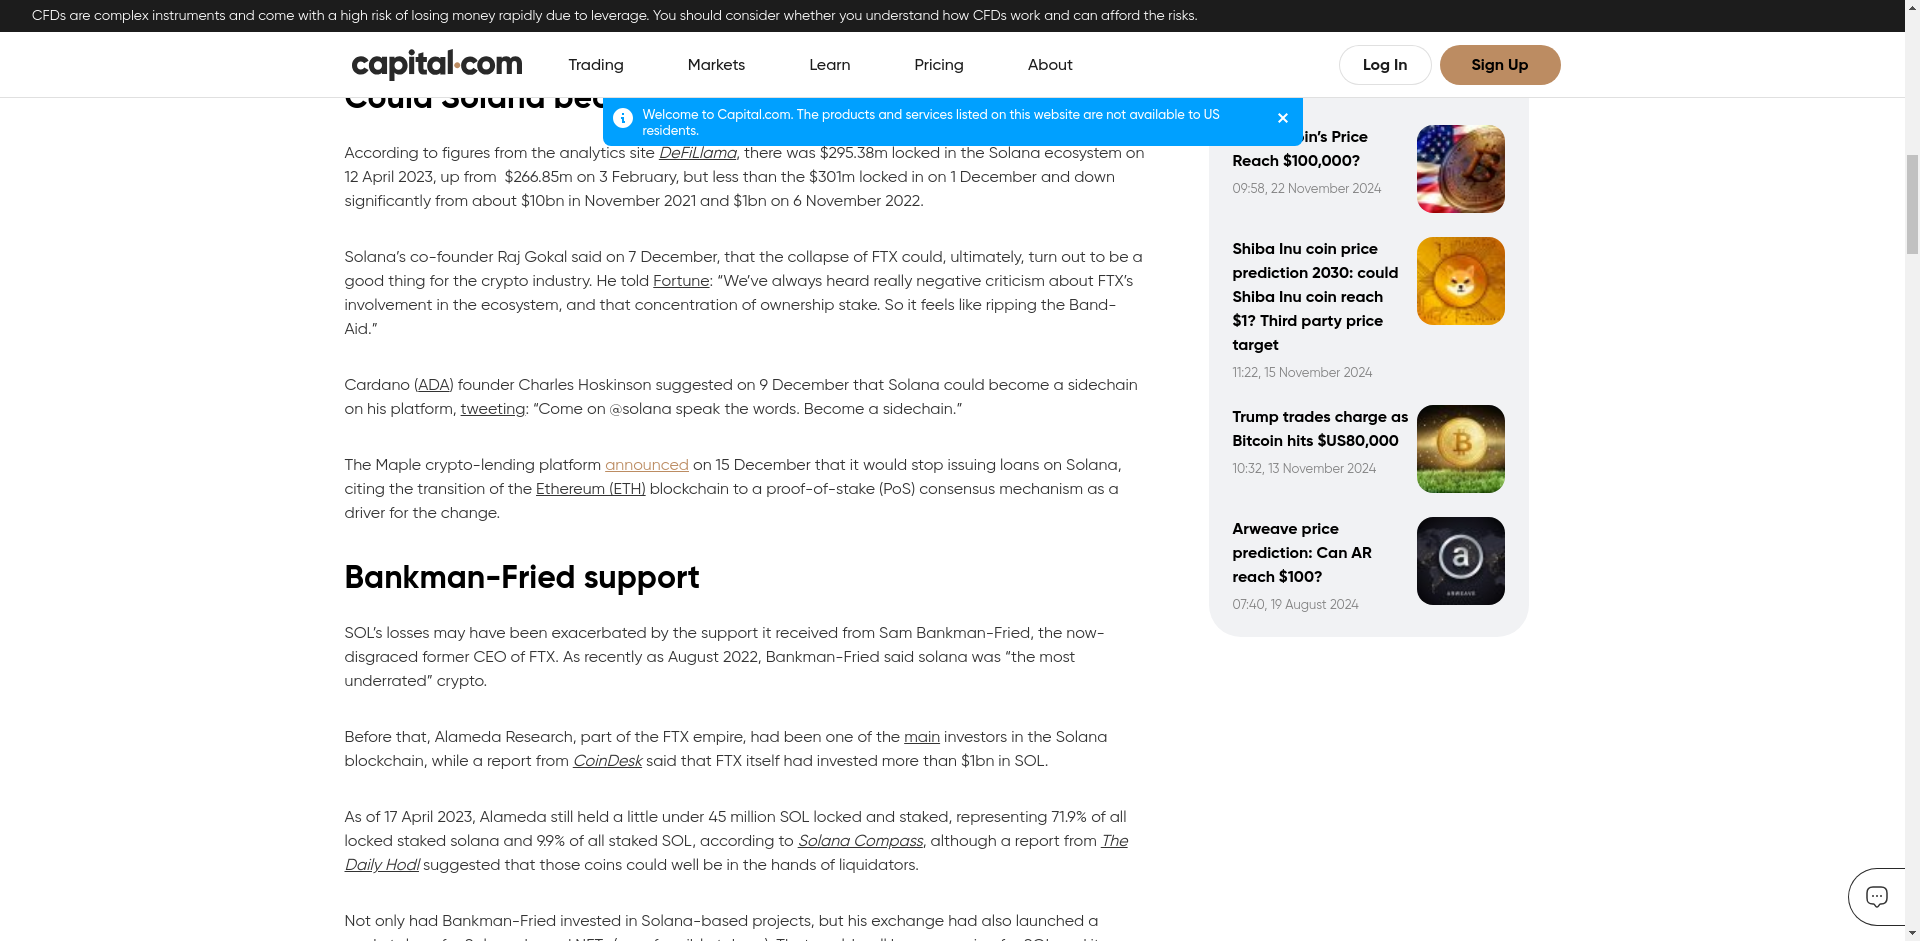 CFDs are complex instruments and come with a high risk of losing money rapidly due to leverage. You should consider whether you understand how CFDs work and can afford the risks.
capital.com
Trading
Markets
Learn
Pricing
About
Log In
Sign Up
Could Solana
Welcome to Capital.com. The products and services listed on this website are not available to US
residents.
According to figures from the analytics site DeFiLlama, there was $295.38m locked in the Solana ecosystem on
12 April 2023, up from  $266.85m on 3 February, but less than the $301m locked in on 1 December and down
significantly from about $10bn in November 2021 and $1bn on 6 November 2022.
Solana’s co-founder Raj Gokal said on 7 December, that the collapse of FTX could, ultimately, turn out to be a
good thing for the crypto industry. He told Fortune: “We’ve always heard really negative criticism about FTX’s
involvement in the ecosystem, and that concentration of ownership stake. So it feels like ripping the Band-
Aid.”
Cardano (ADA) founder Charles Hoskinson suggested on 9 December that Solana could become a sidechain
on his platform, tweeting: “Come on @solana speak the words. Become a sidechain.”
The Maple crypto-lending platform announced on 15 December that it would stop issuing loans on Solana,
citing the transition of the Ethereum (ETH) blockchain to a proof-of-stake (PoS) consensus mechanism as a
driver for the change.
Bankman-Fried support
SOL’s losses may have been exacerbated by the support it received from Sam Bankman-Fried, the now-
disgraced former CEO of FTX. As recently as August 2022, Bankman-Fried said solana was “the most
underrated” crypto.
Before that, Alameda Research, part of the FTX empire, had been one of the main investors in the Solana
blockchain, while a report from CoinDesk said that FTX itself had invested more than $1bn in SOL.
As of 17 April 2023, Alameda still held a little under 45 million SOL locked and staked, representing 71.9% of all
locked staked solana and 9.9% of all staked SOL, according to Solana Compass, although a report from The
Daily Hodl suggested that those coins could well be in the hands of liquidators.
Not only had Bankman-Fried invested in Solana-based projects, but his exchange had also launched a
Price
Reach $100,000?
09:58, 22 November 2024
Shiba Inu coin price
prediction 2030: could
Shiba Inu coin reach
$1? Third party price
target
11:22, 15 November 2024
Trump trades charge as
Bitcoin hits $US80,000
10:32, 13 November 2024
Arweave price
prediction: Can AR
reach $100?
07:40, 19 August 2024